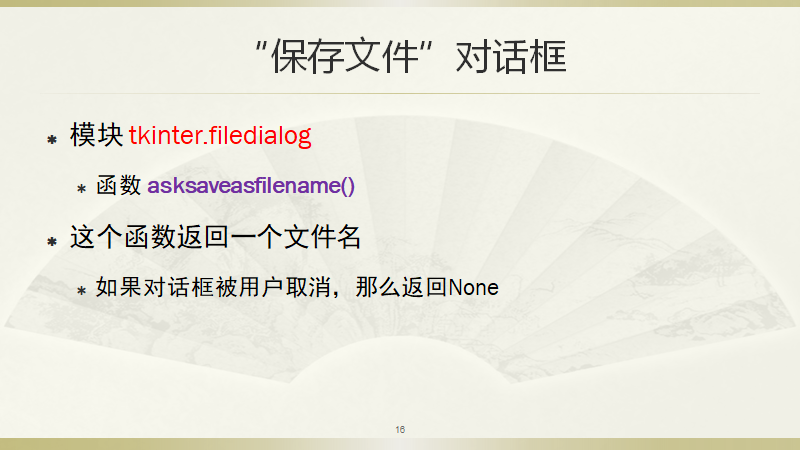 “保存文件”对话框
模块 tkinter.filedialog
函数 asksaveasfilename()
这个函数返回一个文件名
如果对话框被用户取消，那么返回None
16